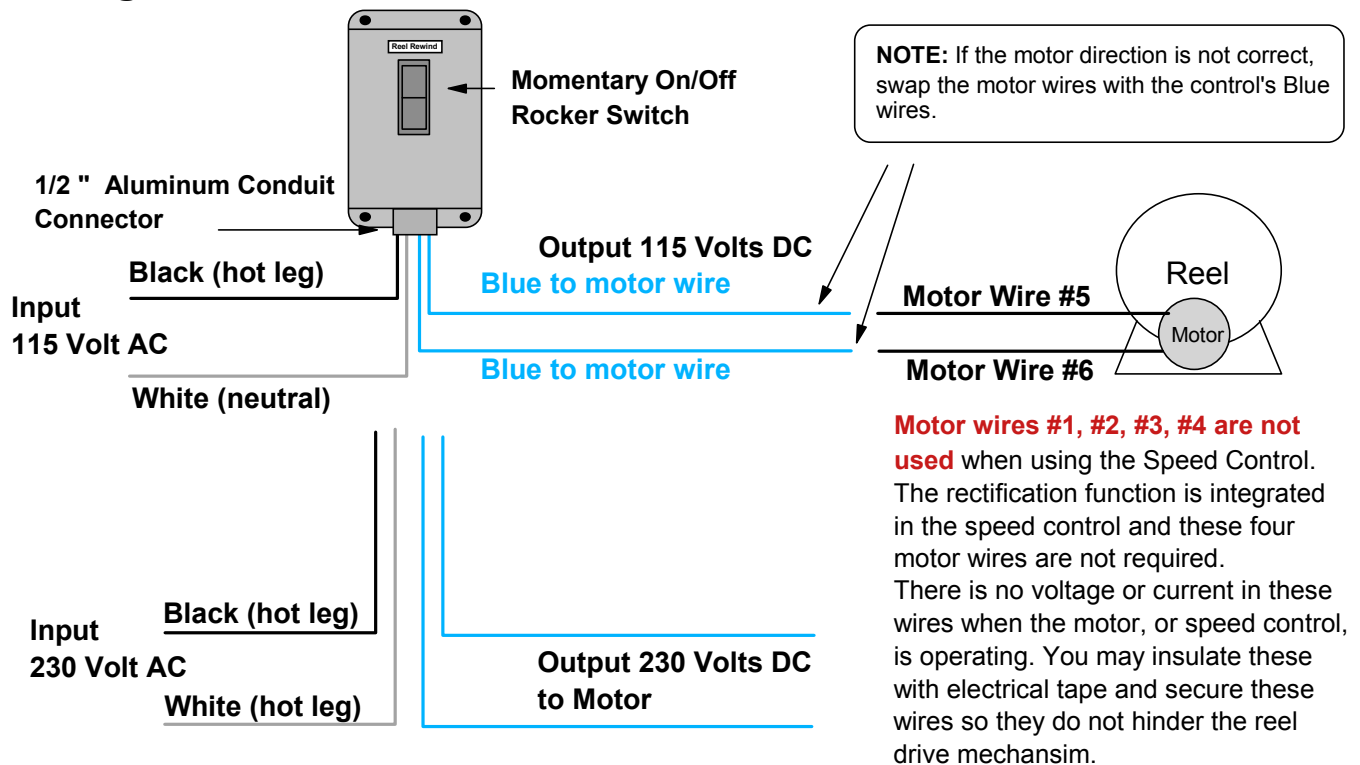 Reel Rewind
Momentary On/Off
Rocker Switch
NOTE: If the motor direction is not correct,
swap the motor wires with the control's Blue
wires.
1/2 " Aluminum Conduit
Connector
Output 115 Volts DC
Black (hot leg)
Blue to motor wire
Input
115 Volt AC
Motor Wire #5
Reel
Motor
Blue to motor wire
Motor Wire #6
White (neutral)
Motor wires #1, #2, #3, #4 are not
used when using the Speed Control.
The rectification function is integrated
in the speed control and these four
motor wires are not required.
There is no voltage or current in these
wires when the motor, or speed control,
is operating. You may insulate these
with electrical tape and secure these
wires so they do not hinder the reel
drive mechansim.
Black (hot leg)
Input
230 Volt AC
White (hot leg)
Output 230 Volts DC
to Motor